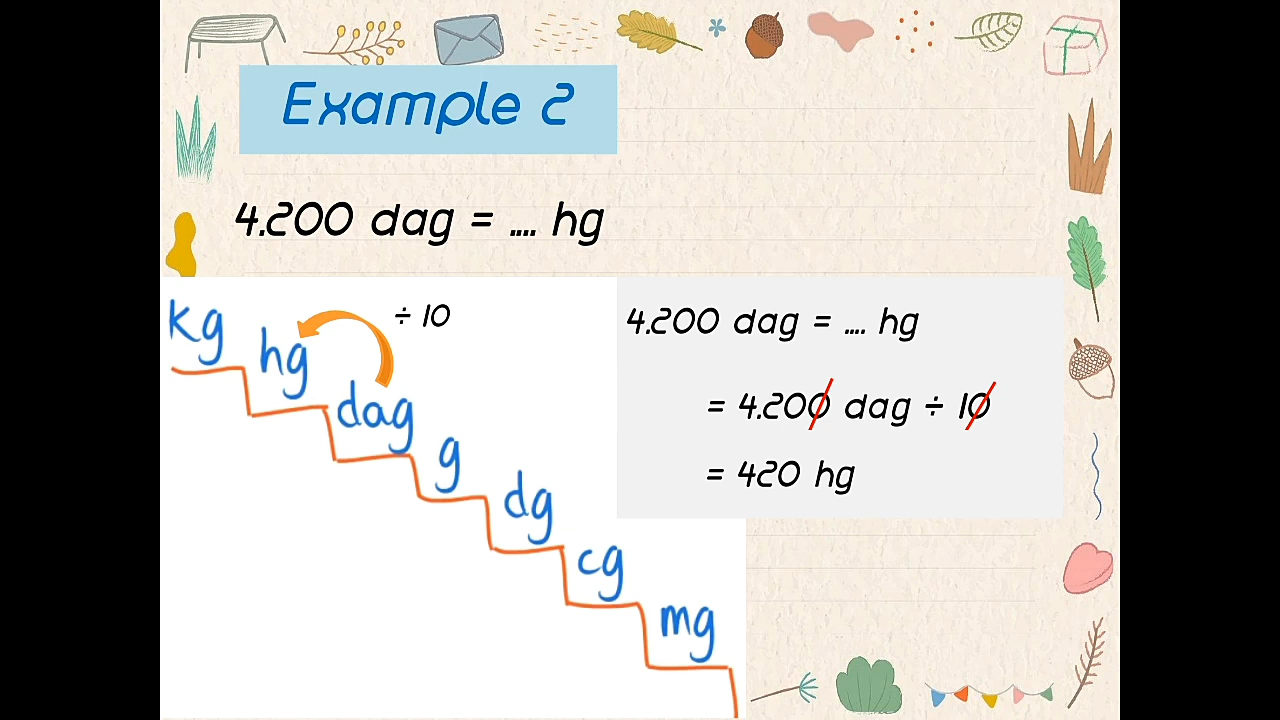 Example 2
4.200 dag = .... hg
kg
hg
÷ 10
dag
g
dg
cg
mg
4.200 dag = .... hg
= 4.200 dag ÷ 10
= 420 hg